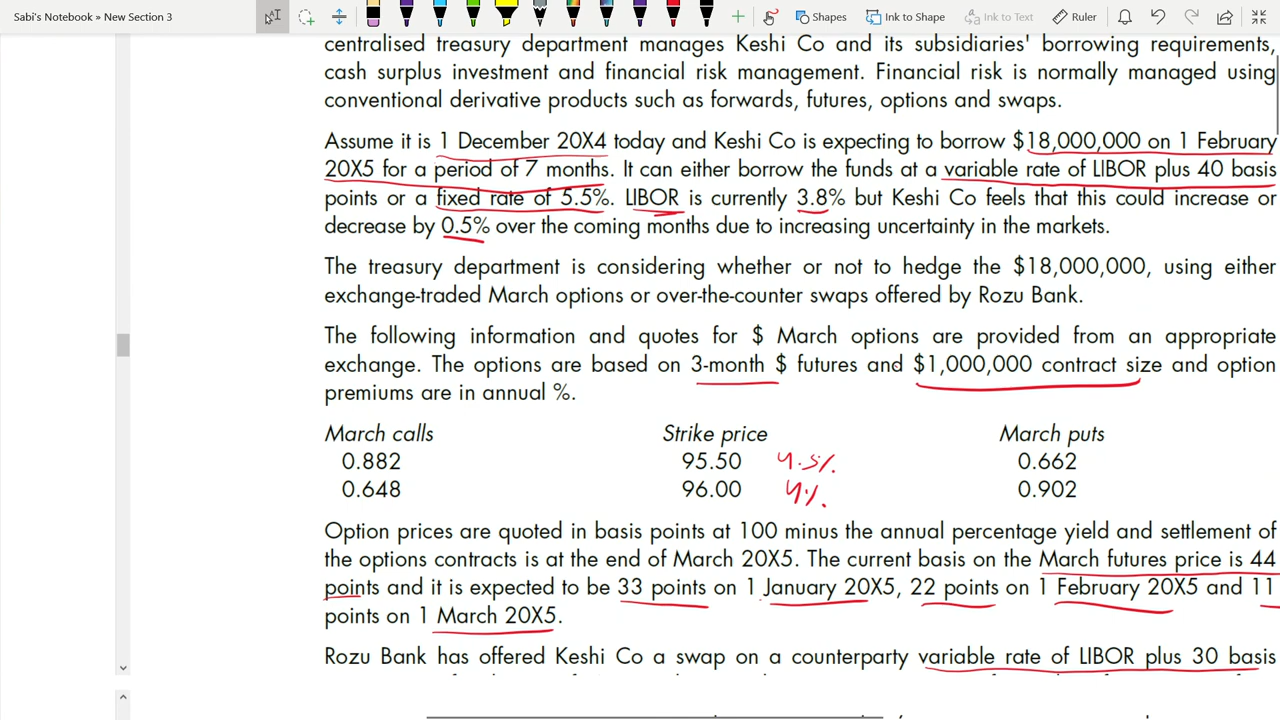 Sabi's Notebook » New Section 3
Shapes
Ink to Shape
Ink to Text
Ruler
centralised treasury department manages Keshi Co and its subsidiaries' borrowing requirements,
cash surplus investment and financial risk management. Financial risk is normally managed using
conventional derivative products such as forwards, futures, options and swaps.
Assume it is 1 December 20X4 today and Keshi Co is expecting to borrow $18,000,000 on 1 February
20X5 for a period of 7 months. It can either borrow the funds at a variable rate of LIBOR plus 40 basis
points or a fixed rate of 5.5%. LIBOR is currently 3.8% but Keshi Co feels that this could increase or
decrease by 0.5% over the coming months due to increasing uncertainty in the markets.
The treasury department is considering whether or not to hedge the $18,000,000, using either
exchange-traded March options or over-the-counter swaps offered by Rozu Bank.
The following information and quotes for $ March options are provided from an appropriate
exchange. The options are based on 3-month $ futures and $1,000,000 contract size and option
premiums are in annual %.
March calls Strike price March puts
0.882 95.50 4.5% 0.662
0.648 96.00 4% 0.902
Option prices are quoted in basis points at 100 minus the annual percentage yield and settlement of
the options contracts is at the end of March 20X5. The current basis on the March futures price is 44
points and it is expected to be 33 points on 1 January 20X5, 22 points on 1 February 20X5 and 11
points on 1 March 20X5.
Rozu Bank has offered Keshi Co a swap on a counterparty variable rate of LIBOR plus 30 basis